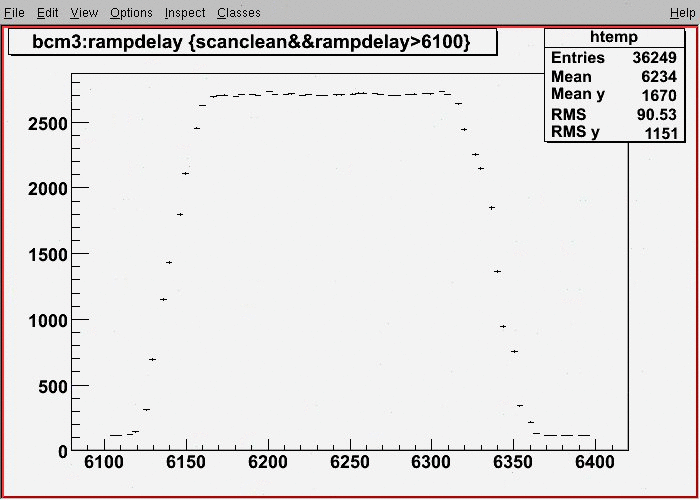 File Edit View Options Inspect Classes Help
bcm3:rampdelay {scanclean&&rampdelay>6100}
htemp
Entries 36249
Mean 6234
Mean y 1670
RMS 90.53
RMS y 1151
2500
2000
1500
1000
500
0
6100 6150 6200 6250 6300 6350 6400